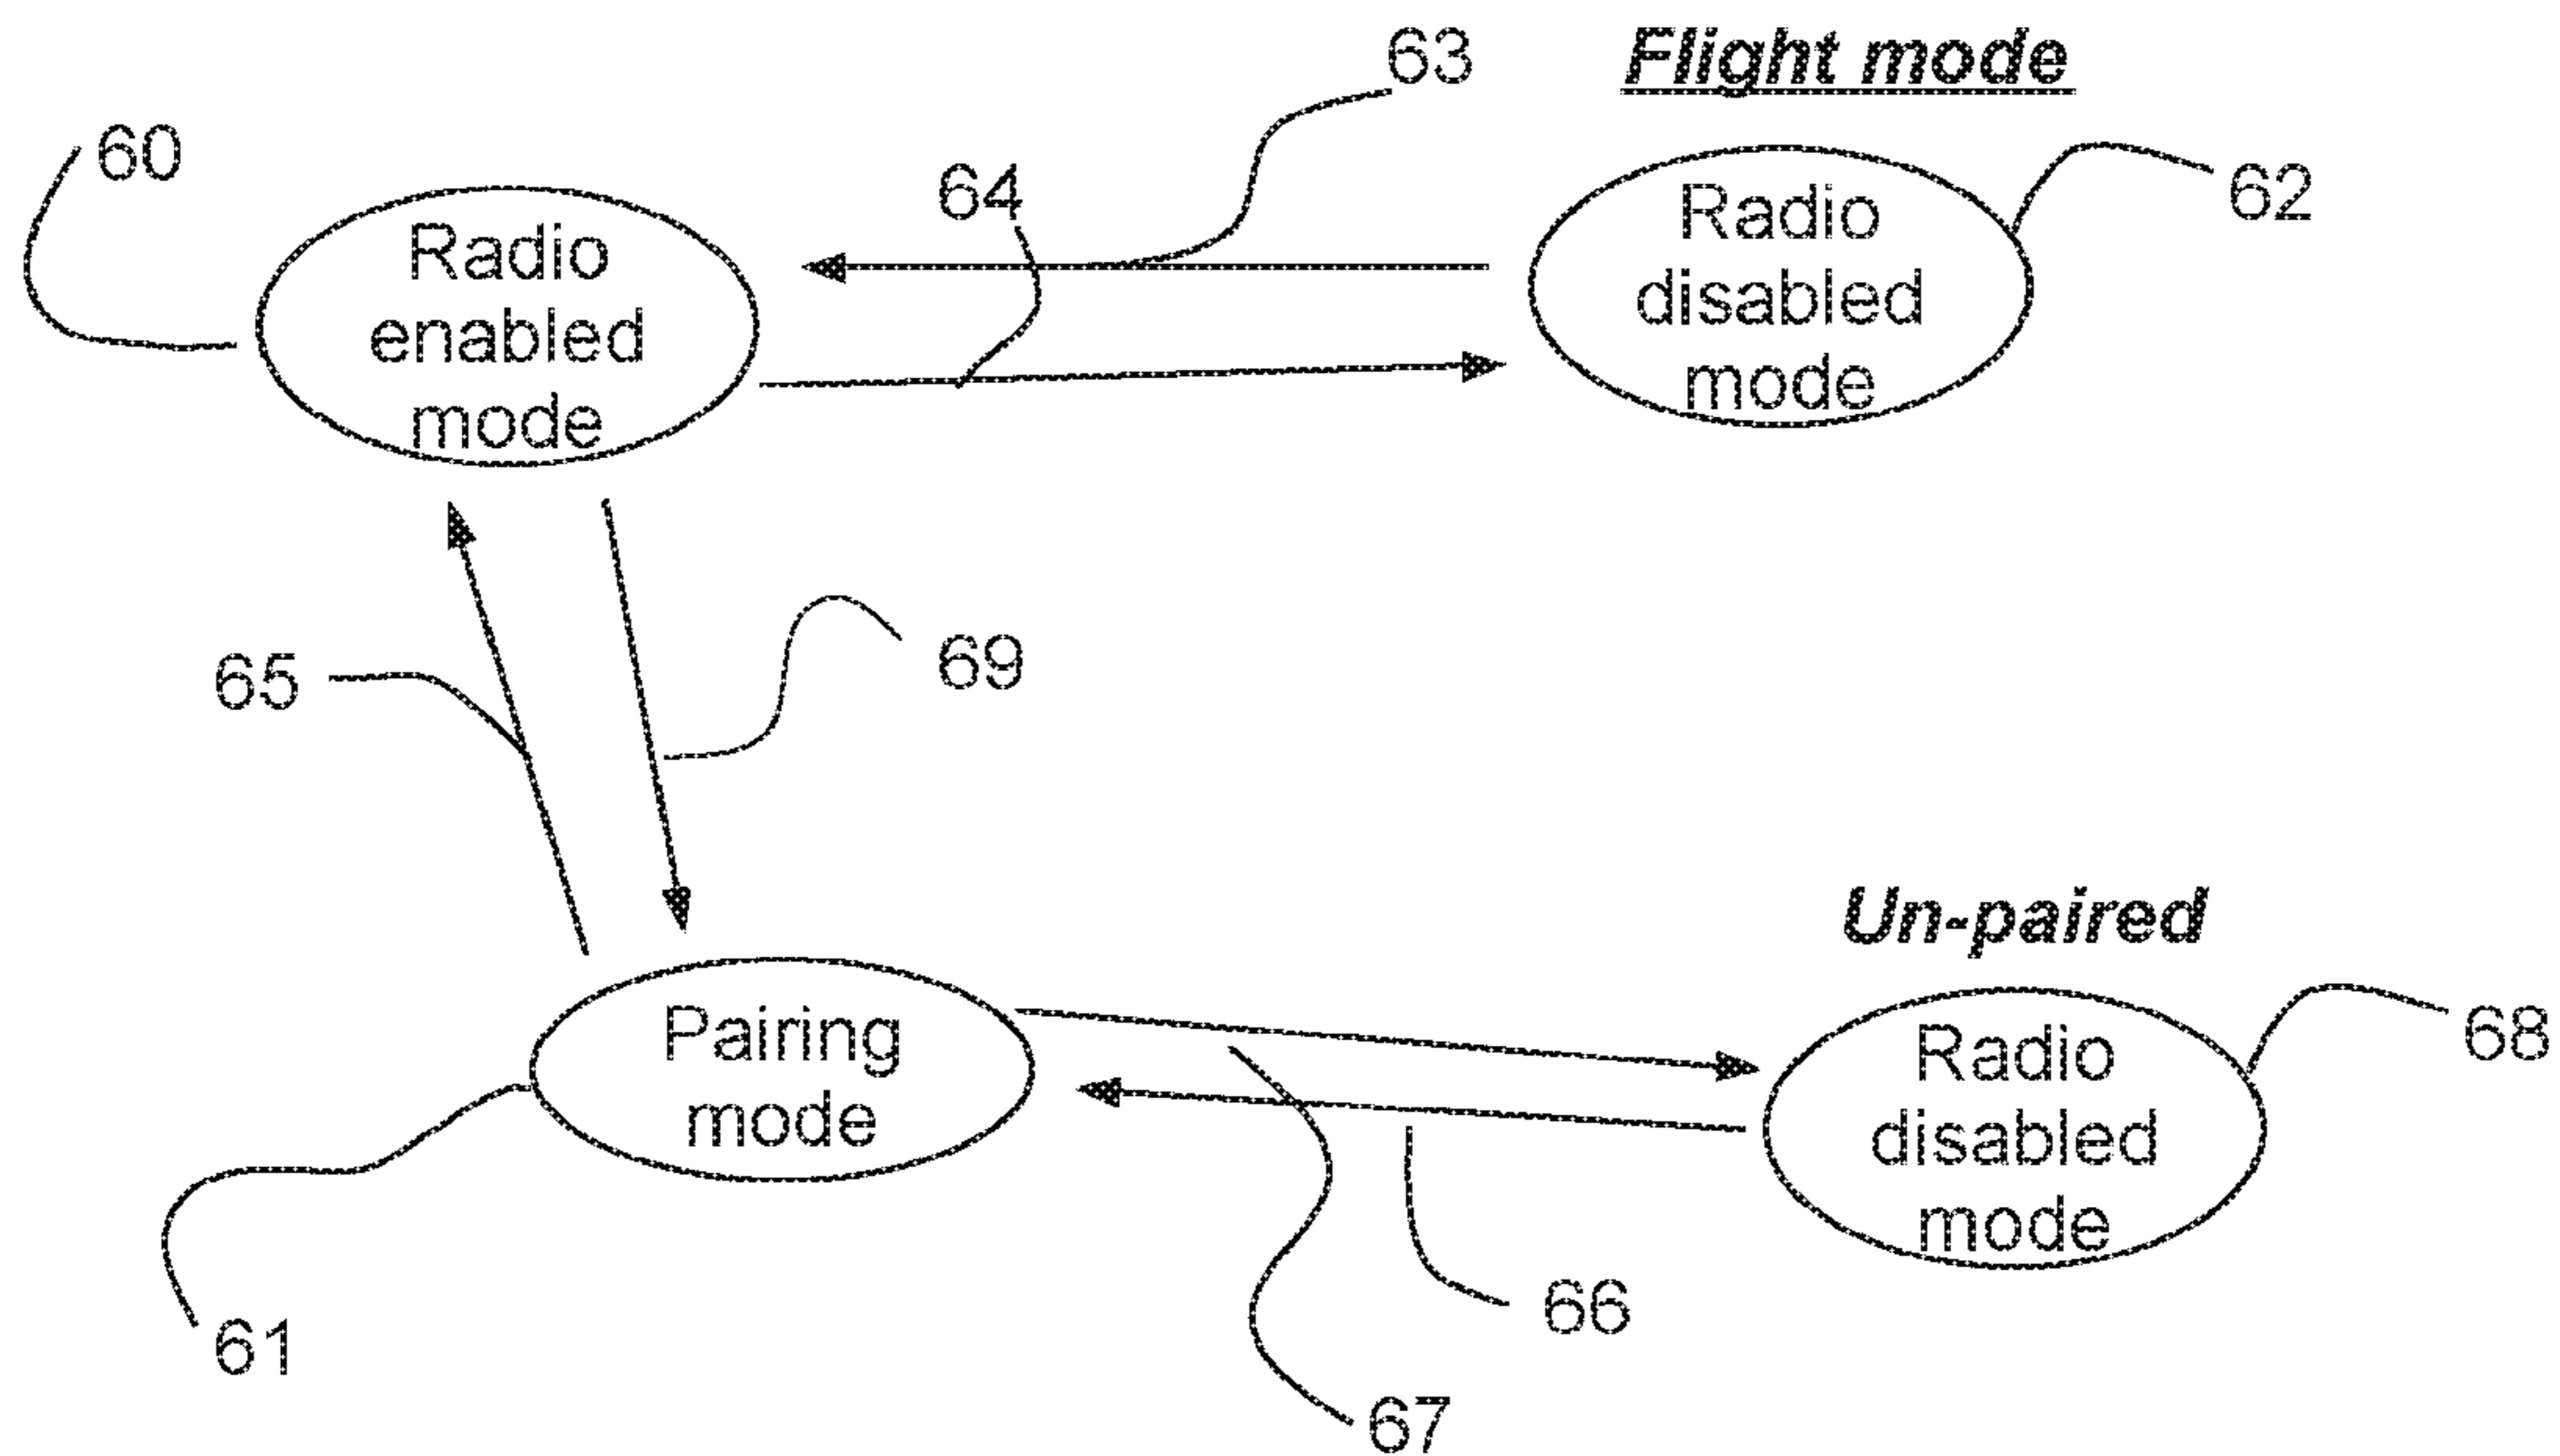 63
Flight mode
60
64
62
Radio
enabled
mode
Radio
disabled
mode
65
69
Un-paired
Pairing
mode
68
Radio
disabled
mode
61
66
67